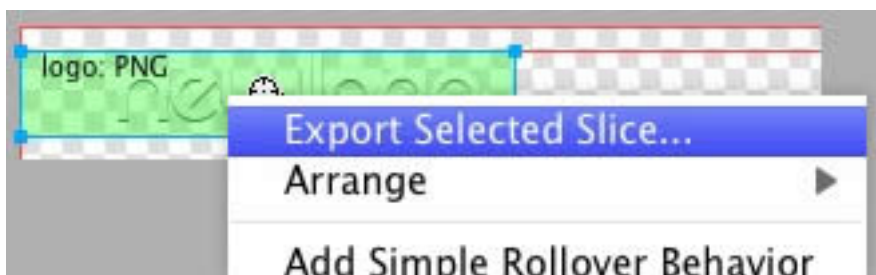 logo: PNG
Export Selected Slice...
Arrange
Add Simple Rollover Behavior